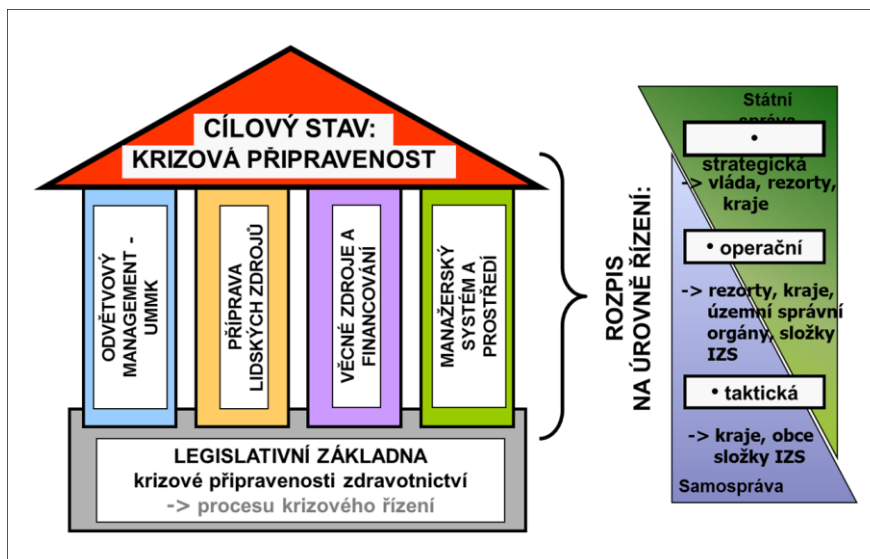 CÍLOVÝ STAV:
KRIZOVÁ PŘIPRAVENOST
ODVĚTVOVÝ
MANAGEMENT -
UMMK
PŘÍPRAVA
LIDSKÝCH ZDROJŮ
VĚCNÉ ZDROJE A
FINANCOVÁNÍ
MANAŽERSKÝ
SYSTÉM A
PROSTŘEDÍ
LEGISLATIVNÍ ZÁKLADNA
krizové připravenosti zdravotnictví
-> procesu krizového řízení
ROZPIS
NA ÚROVNĚ ŘÍZENÍ:
Státní
správa
•
strategická
-> vláda, rezorty,
kraje
• operační
-> rezorty, kraje,
územní správní
orgány, složky
IZS
• taktická
-> kraje, obce
složky IZS
Samospráva